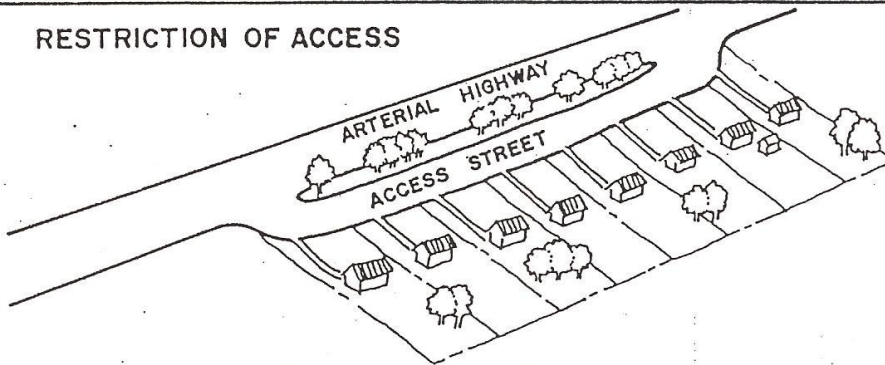 RESTRICTION OF ACCESS
ARTERIAL HIGHWAY
ACCESS STREET